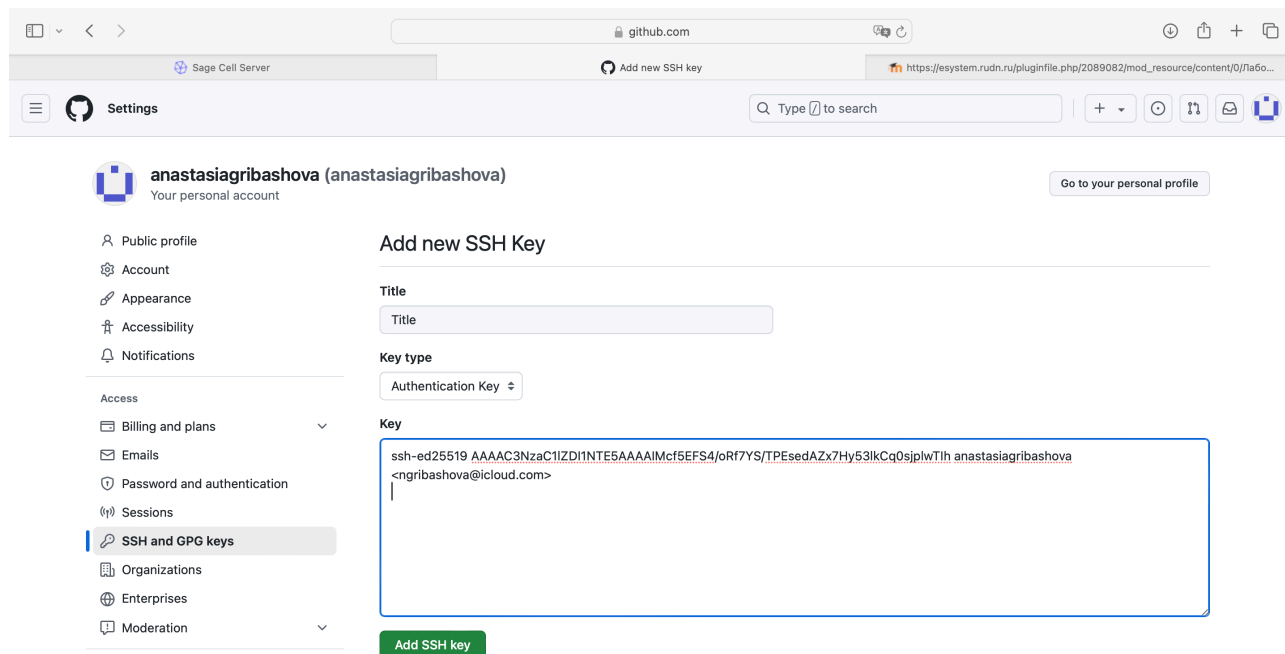 github.com
Sage Cell Server
Add new SSH key
https://esystem.rudn.ru/pluginfile.php/2089082/mod_resource/content/0/Лабо...
Settings
Type / to search
anastasiagribashova (anastasiagribashova)
Your personal account
Go to your personal profile
Public profile
Account
Appearance
Accessibility
Notifications
Access
Billing and plans
Emails
Password and authentication
Sessions
SSH and GPG keys
Organizations
Enterprises
Moderation
Add new SSH Key
Title
Title
Key type
Authentication Key
Key
ssh-ed25519 AAAAC3NzaC1lZDI1NTE5AAAAIMcf5EFS4/oRf7YS/TPEsedAZx7Hy53IkCq0sjplwTIh anastasiagribashova
<ngribashova@icloud.com>
Add SSH key